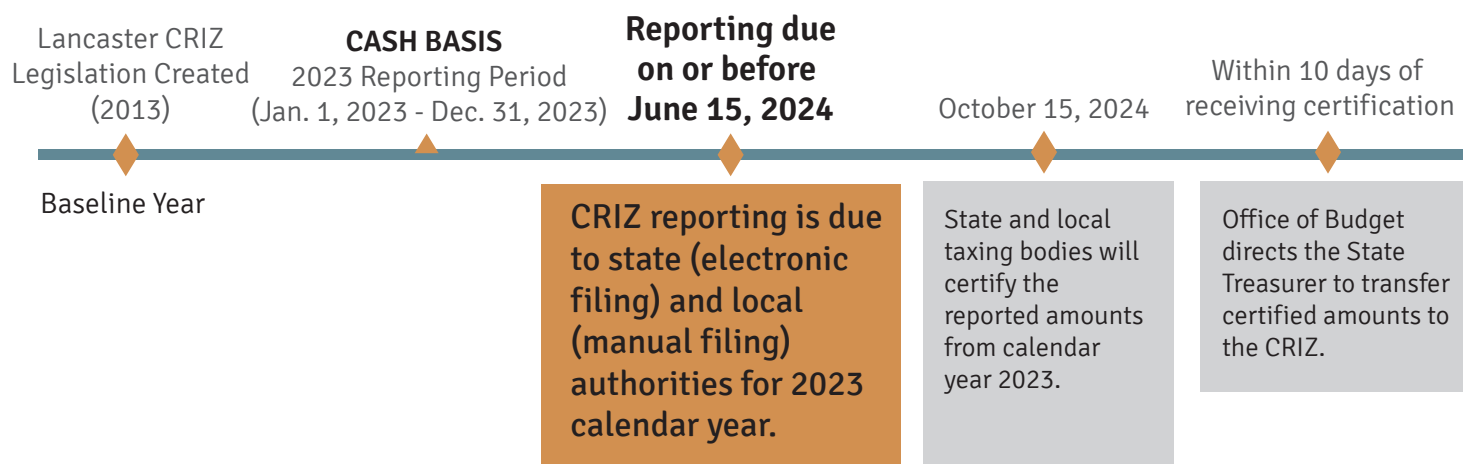 Lancaster CRIZ
Legislation Created
(2013)
Baseline Year
CASH BASIS
2023 Reporting Period
(Jan. 1, 2023 - Dec. 31, 2023)
Reporting due
on or before
June 15, 2024
CRIZ reporting is due
to state (electronic
filing) and local
(manual filing)
authorities for 2023
calendar year.
October 15, 2024
State and local
taxing bodies will
certify the
reported amounts
from calendar
year 2023.
Within 10 days of
receiving certification
Office of Budget
directs the State
Treasurer to transfer
certified amounts to
the CRIZ.